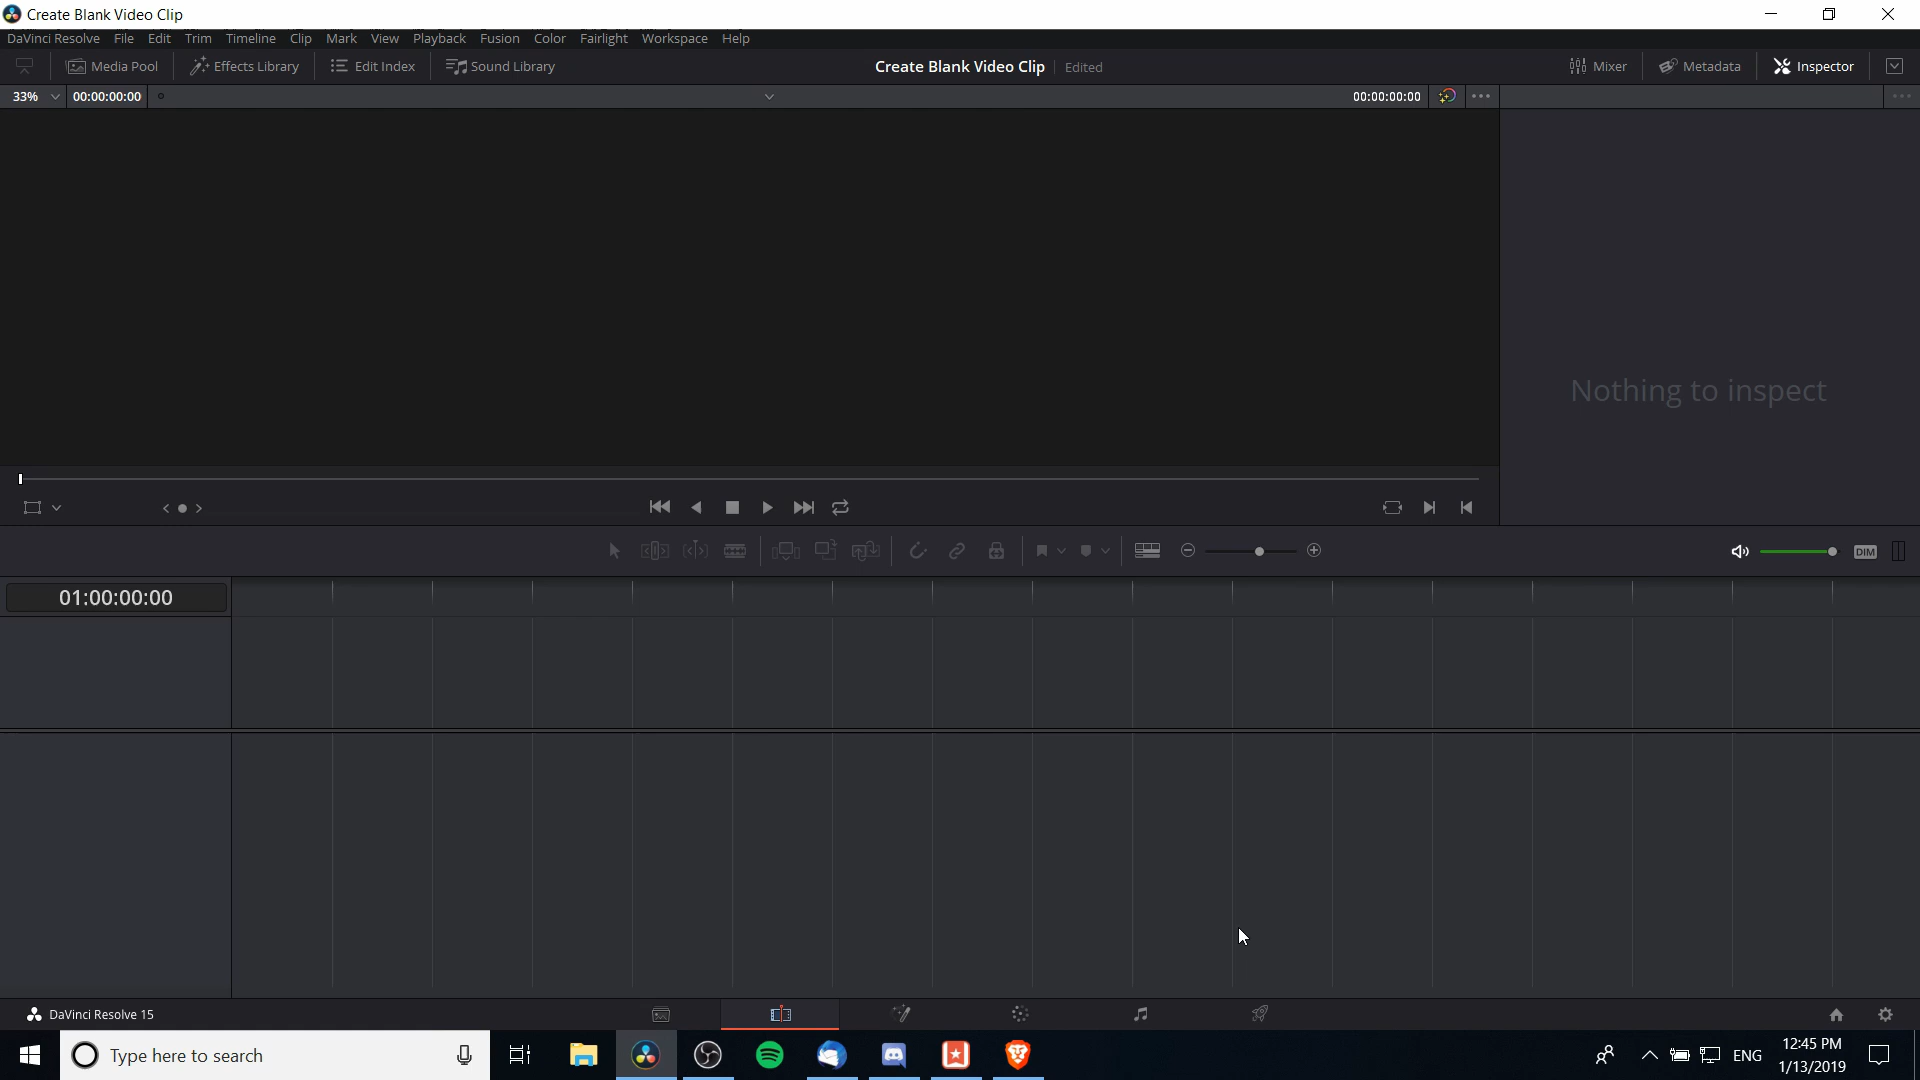 Create Blank Video Clip
DaVinci Resolve File Edit Trim Timeline Clip Mark View Playback Fusion Color Fairlight Workspace Help
Media Pool Effects Library Edit Index Sound Library Create Blank Video Clip Edited Mixer Metadata Inspector
33% 00:00:00:00 00:00:00:00
Nothing to inspect
DIM
01:00:00:00
DaVinci Resolve 15
Type here to search
ENG
12:45 PM
1/13/2019